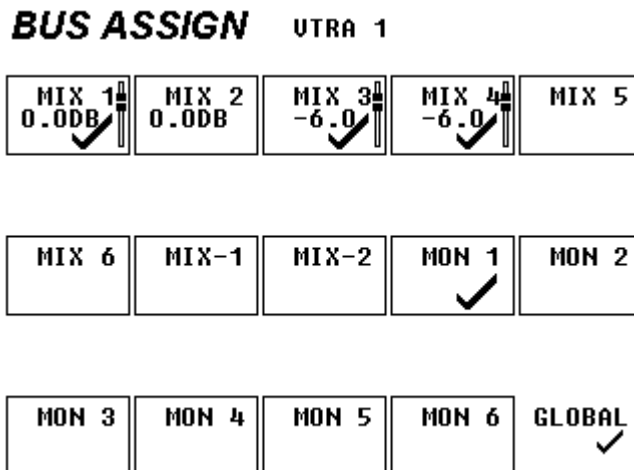 BUS ASSIGN VTRA 1
MIX 1 MIX 2 MIX 3 MIX 4 MIX 5
0.0DB 0.0DB -6.0 -6.0
MIX 6 MIX-1 MIX-2 MON 1 MON 2
MON 3 MON 4 MON 5 MON 6 GLOBAL